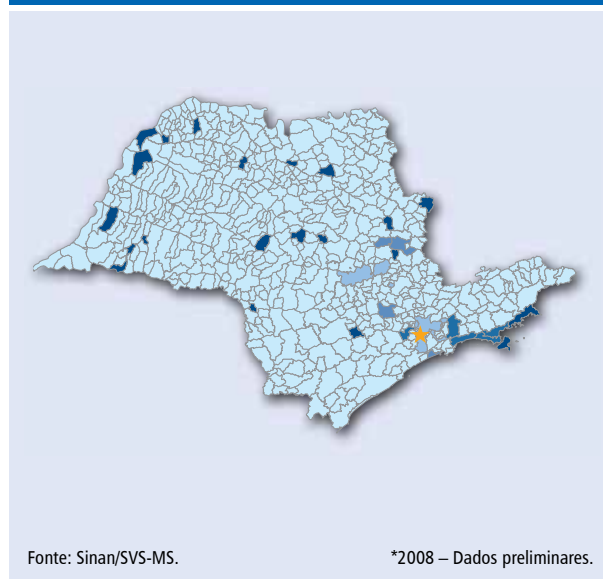 Fonte: Sinan/SVS-MS. *2008 – Dados preliminares.